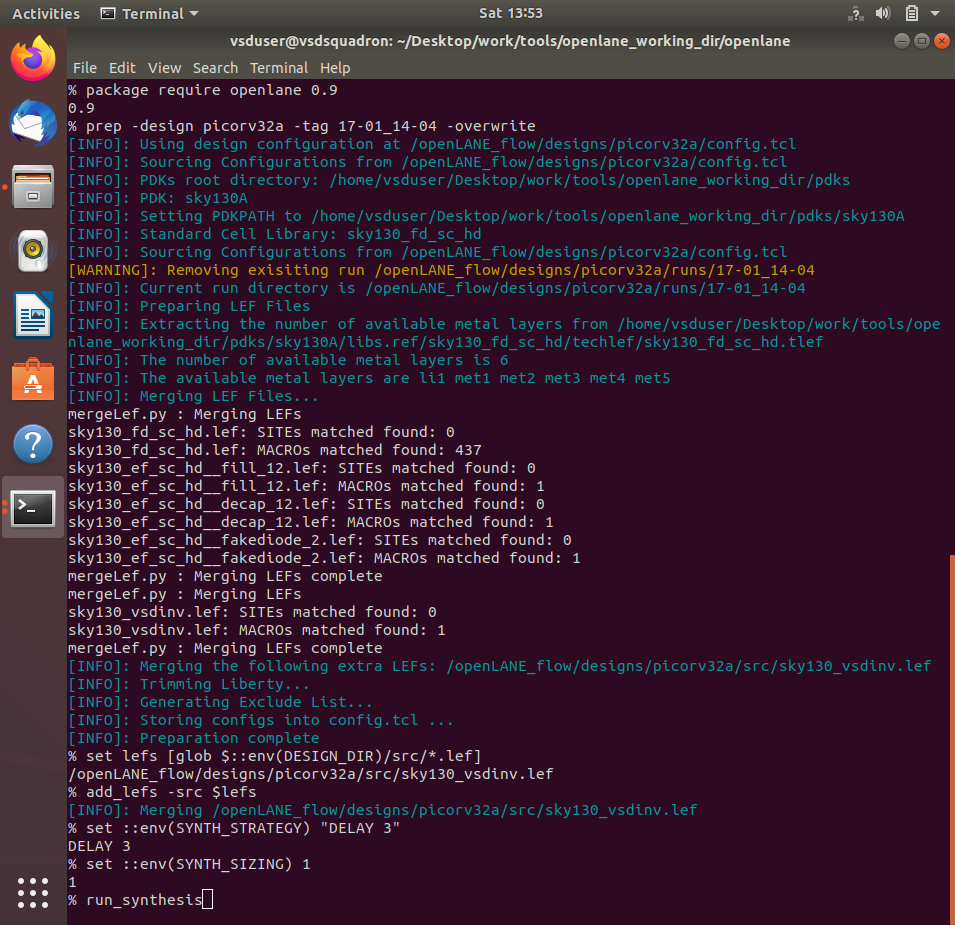 Activities Terminal Sat 13:53
vsduser@vsdsquadron: ~/Desktop/work/tools/openlane_working_dir/openlane
File Edit View Search Terminal Help
% package require openlane 0.9
0.9
% prep -design picorv32a -tag 17-01_14-04 -overwrite
[INFO]: Using design configuration at /openLANE_flow/designs/picorv32a/config.tcl
[INFO]: Sourcing Configurations from /openLANE_flow/designs/picorv32a/config.tcl
[INFO]: PDKs root directory: /home/vsduser/Desktop/work/tools/openlane_working_dir/pdks
[INFO]: PDK: sky130A
[INFO]: Setting PDKPATH to /home/vsduser/Desktop/work/tools/openlane_working_dir/pdks/sky130A
[INFO]: Standard Cell Library: sky130_fd_sc_hd
[INFO]: Sourcing Configurations from /openLANE_flow/designs/picorv32a/config.tcl
[WARNING]: Removing exisiting run /openLANE_flow/designs/picorv32a/runs/17-01_14-04
[INFO]: Current run directory is /openLANE_flow/designs/picorv32a/runs/17-01_14-04
[INFO]: Preparing LEF Files
[INFO]: Extracting the number of available metal layers from /home/vsduser/Desktop/work/tools/ope
nlane_working_dir/pdks/sky130A/libs.ref/sky130_fd_sc_hd/techlef/sky130_fd_sc_hd.tlef
[INFO]: The number of available metal layers is 6
[INFO]: The available metal layers are li1 met1 met2 met3 met4 met5
[INFO]: Merging LEF Files...
mergeLef.py : Merging LEFs
sky130_fd_sc_hd.lef: SITEs matched found: 0
sky130_fd_sc_hd.lef: MACROs matched found: 437
sky130_ef_sc_hd__fill_12.lef: SITEs matched found: 0
sky130_ef_sc_hd__fill_12.lef: MACROs matched found: 1
sky130_ef_sc_hd__decap_12.lef: SITEs matched found: 0
sky130_ef_sc_hd__decap_12.lef: MACROs matched found: 1
sky130_ef_sc_hd__fakediode_2.lef: SITEs matched found: 0
sky130_ef_sc_hd__fakediode_2.lef: MACROs matched found: 1
mergeLef.py : Merging LEFs complete
mergeLef.py : Merging LEFs
sky130_vsdinv.lef: SITEs matched found: 0
sky130_vsdinv.lef: MACROs matched found: 1
mergeLef.py : Merging LEFs complete
[INFO]: Merging the following extra LEFs: /openLANE_flow/designs/picorv32a/src/sky130_vsdinv.lef
[INFO]: Trimming Liberty...
[INFO]: Generating Exclude List...
[INFO]: Storing configs into config.tcl ...
[INFO]: Preparation complete
% set lefs [glob $::env(DESIGN_DIR)/src/*.lef]
/openLANE_flow/designs/picorv32a/src/sky130_vsdinv.lef
% add_lefs -src $lefs
[INFO]: Merging /openLANE_flow/designs/picorv32a/src/sky130_vsdinv.lef
% set ::env(SYNTH_STRATEGY) "DELAY 3"
DELAY 3
% set ::env(SYNTH_SIZING) 1
1
% run_synthesis